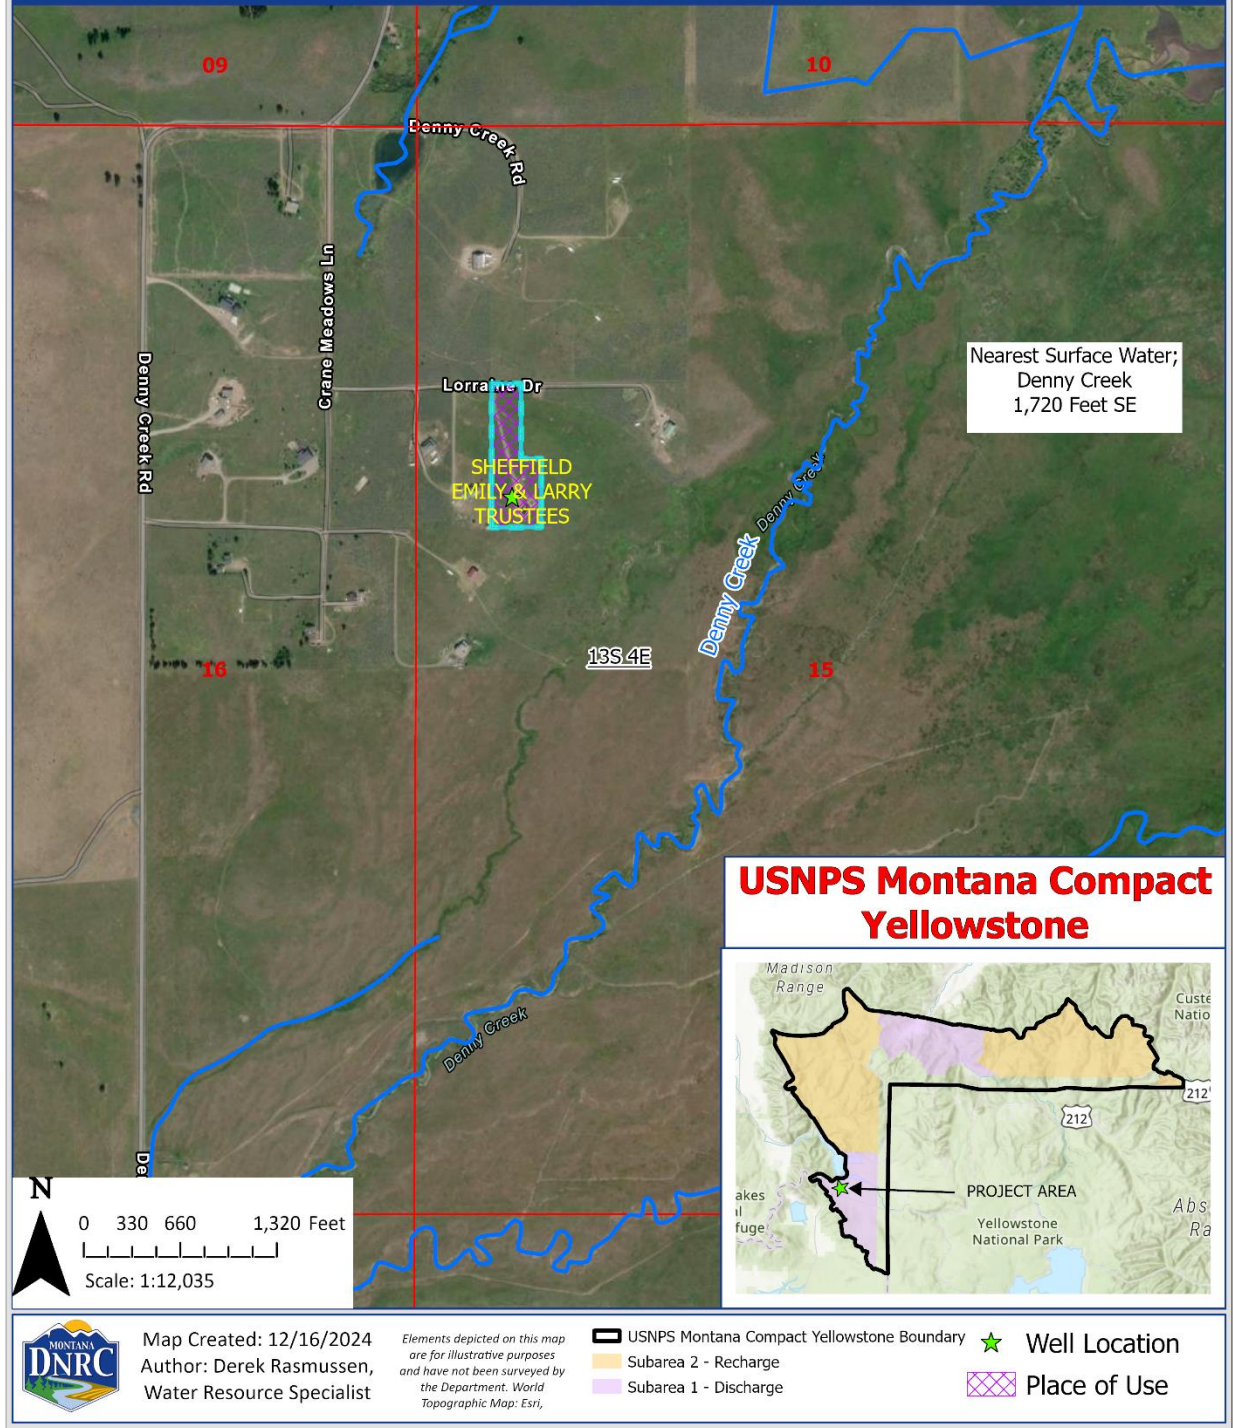 09
10
Denny Creek Rd
Crane Meadows Ln
Denny Creek Rd
Lorraine Dr
Nearest Surface Water;
Denny Creek
1,720 Feet SE
SHEFFIELD
EMILY & LARRY
TRUSTEES
Denny Creek
Denny Creek
13S 4E
16
15
Denny Creek
De
USNPS Montana Compact
Yellowstone
Madison
Range
Custe
Natio
212
212
PROJECT AREA
akes
al
fuge
Yellowstone
National Park
Abs
Ra
N
0 330 660 1,320 Feet
Scale: 1:12,035
MONTANA
DNRC
Map Created: 12/16/2024
Author: Derek Rasmussen,
Water Resource Specialist
Elements depicted on this map
are for illustrative purposes
and have not been surveyed by
the Department. World
Topographic Map: Esri,
USNPS Montana Compact Yellowstone Boundary
Subarea 2 - Recharge
Subarea 1 - Discharge
Well Location
Place of Use